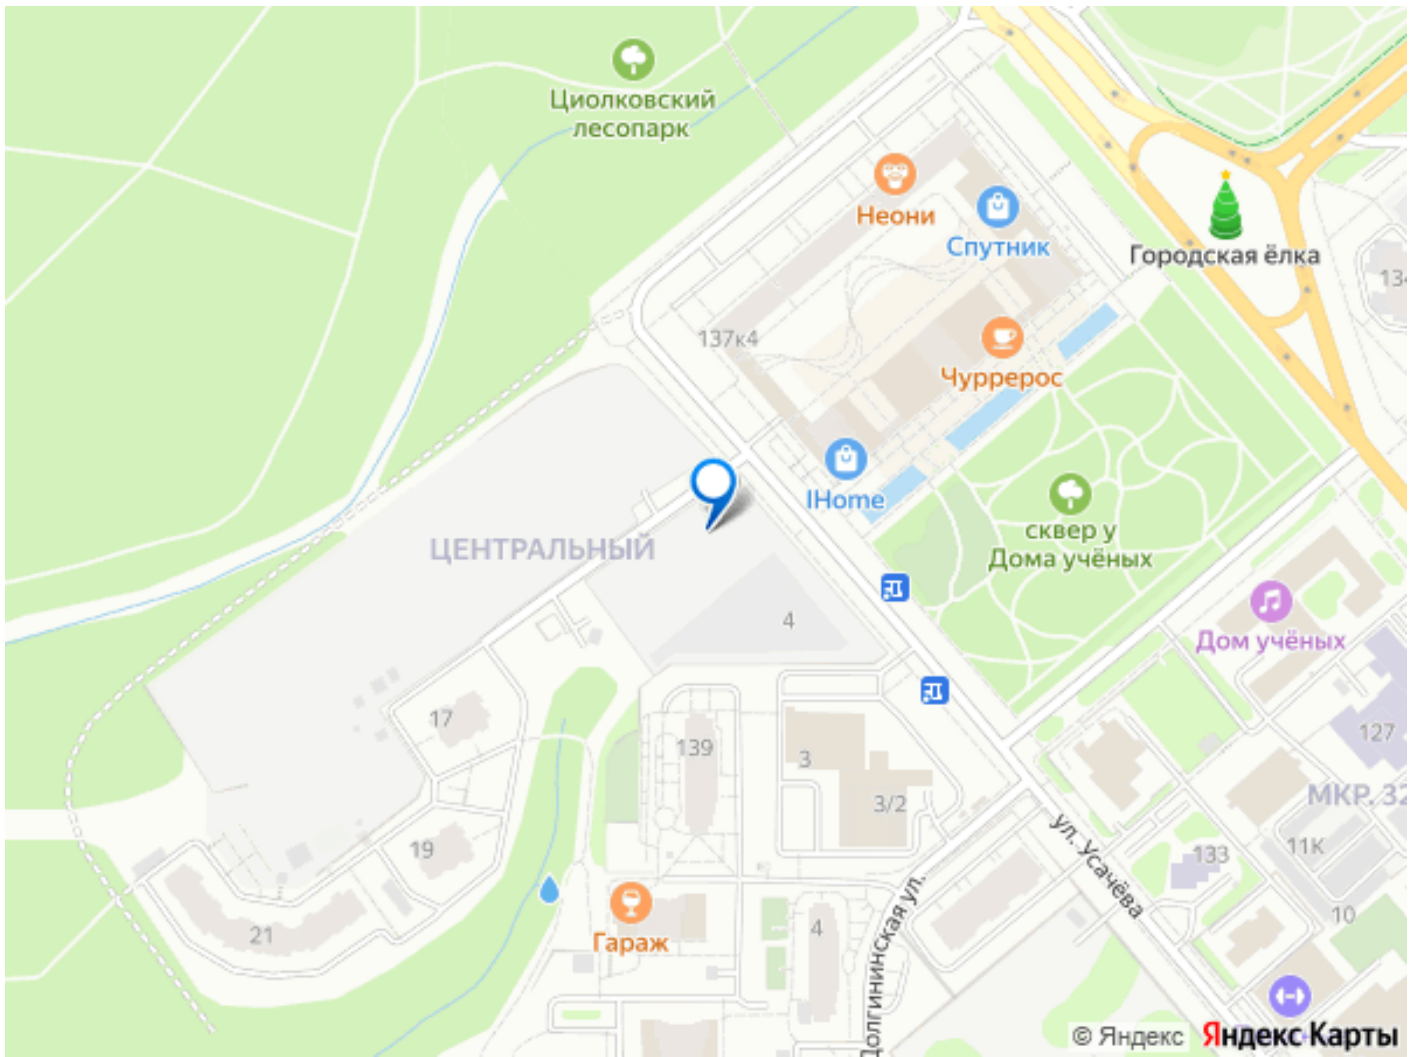 Циолковский
лесопарк
Неони
Спутник
Городская ёлка
134
137к4
Чуррерос
IHome
сквер у
Дома учёных
ЦЕНТРАЛЬНЫЙ
4
Дом учёных
17
139
3
127
3/2
МКР. 32
19
133
11К
ул. Усачёва
10
21
Гараж
4
Долгининская ул.
© Яндекс
Яндекс Карты